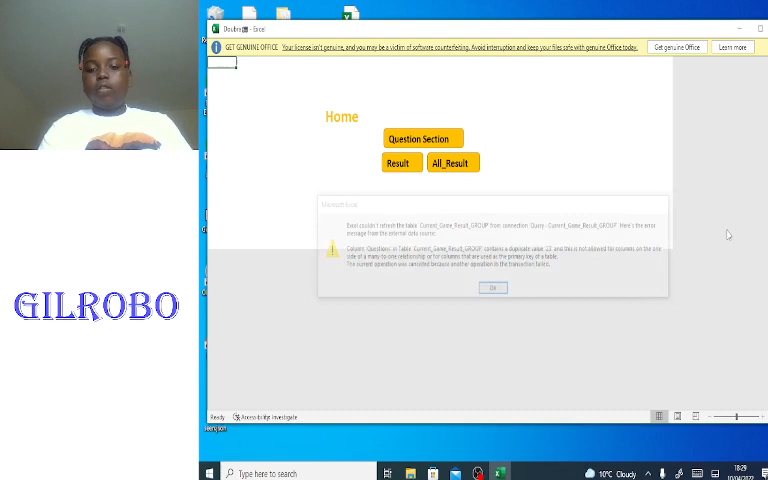 Excel
GET GENUINE OFFICE Your license isn't genuine, and you may be a victim of software counterfeiting. Avoid interruption and keep your files safe with genuine Office today. Get genuine Office Learn more
Home
Question Section
Result All_Result
Microsoft Excel
Excel couldn't refresh the table 'Current_Game_Result_GROUP' from connection 'Query - Current_Game_Result_GROUP'. Here's the error
message from the external data source:
Column 'Questions' in Table 'Current_Game_Result_GROUP' contains a duplicate value '23' and this is not allowed for columns on the one
side of a many-to-one relationship or for columns that are used as the primary key of a table.
The current operation was cancelled because another operation in the transaction failed.
OK
GILROBO
Ready Accessibility: Investigate
Type here to search
10°C Cloudy
18:29
10/04/2022